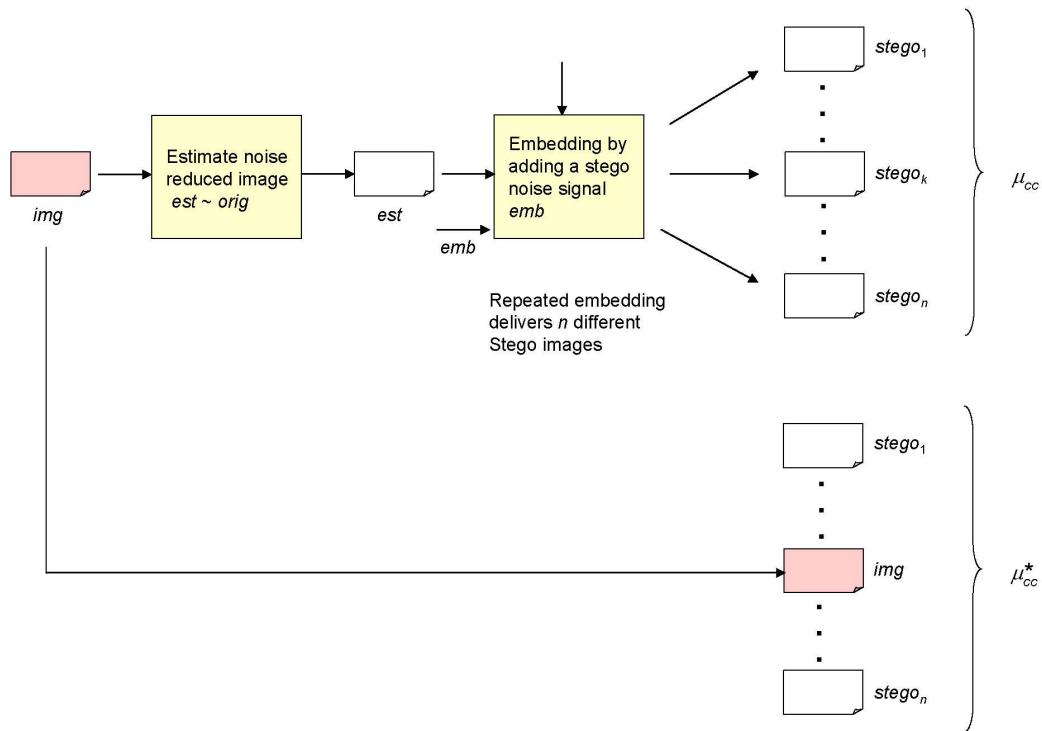 stego1
Estimate noise
reduced image
est ~ orig
Embedding by
adding a stego
noise signal
emb
stegok
μcc
img
est
emb
stegon
Repeated embedding
delivers n different
Stego images
stego1
img
μ*cc
stegon